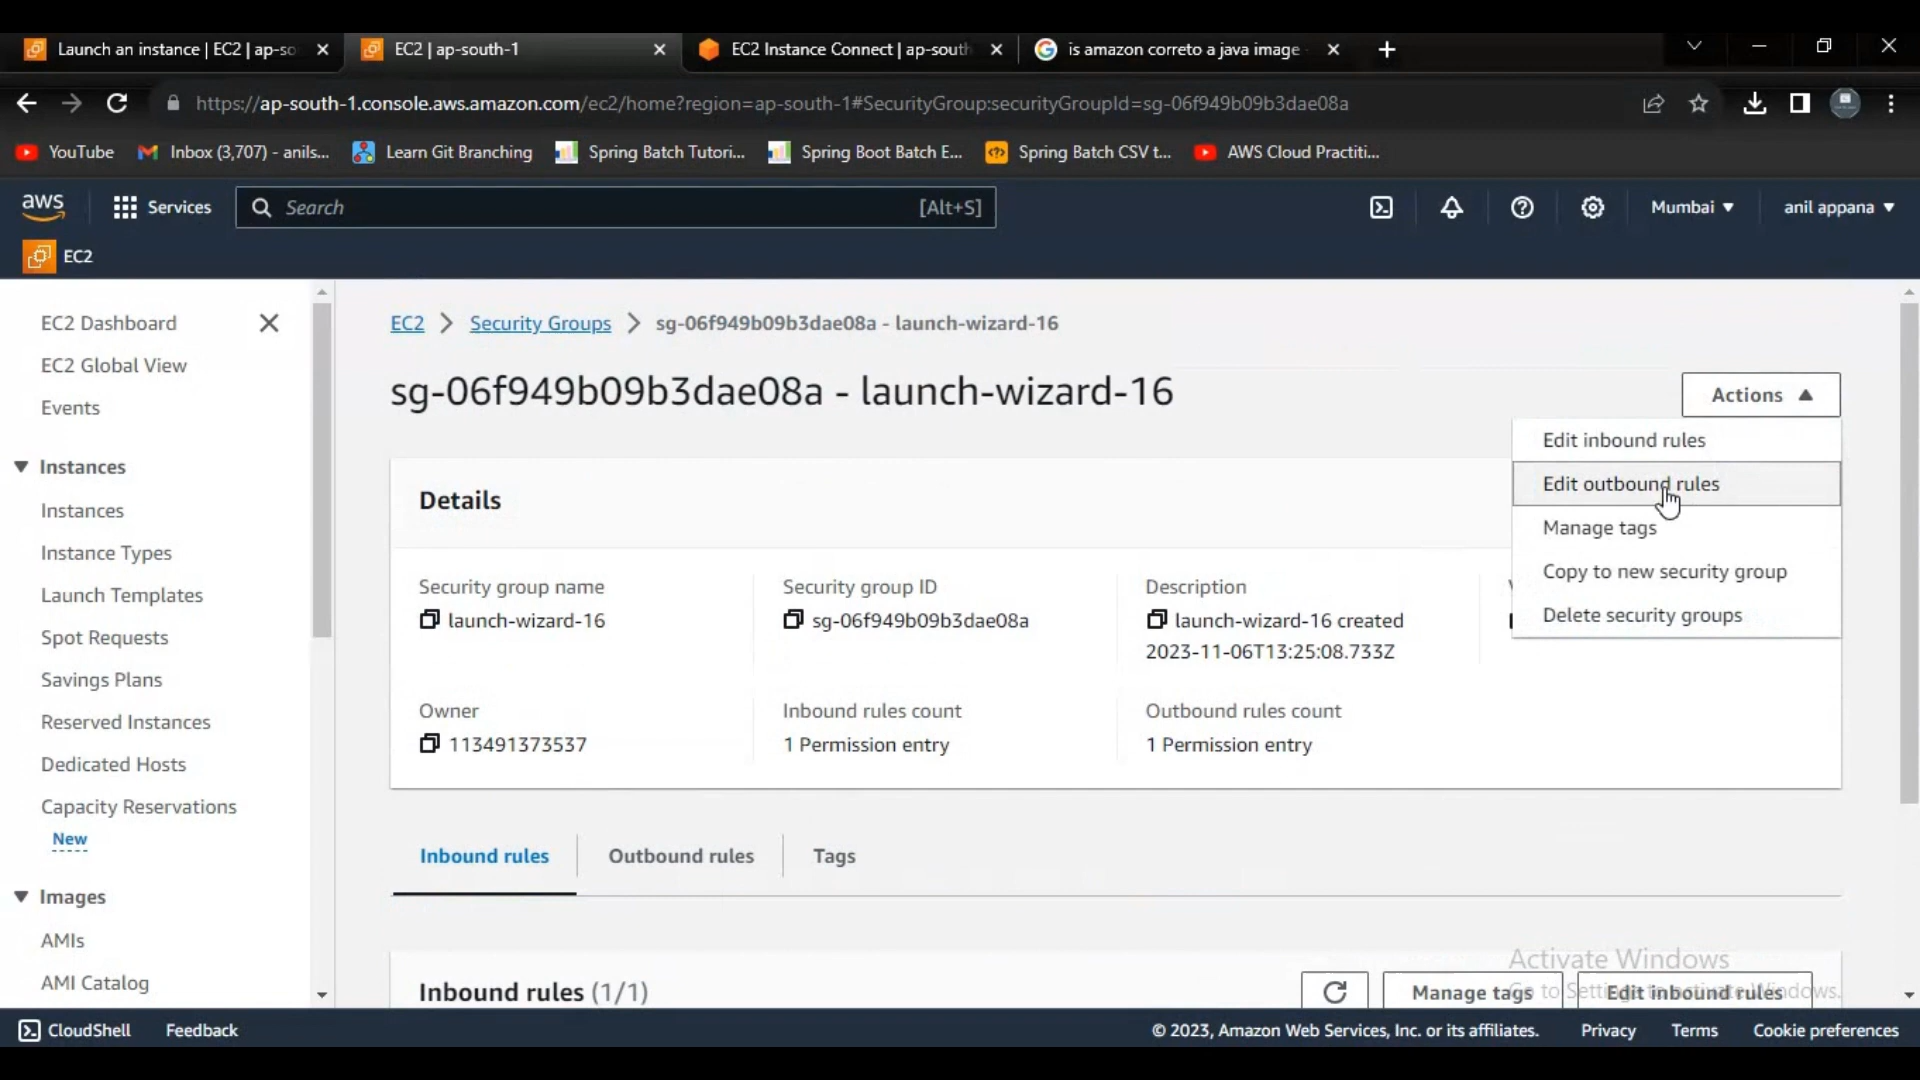 Launch an instance | EC2 | ap-so
EC2 | ap-south-1
EC2 Instance Connect | ap-south
is amazon correto a java image
https://ap-south-1.console.aws.amazon.com/ec2/home?region=ap-south-1#SecurityGroup:securityGroupId=sg-06f949b09b3dae08a
YouTube
Inbox (3,707) - anils...
Learn Git Branching
Spring Batch Tutori...
Spring Boot Batch E...
Spring Batch CSV t...
AWS Cloud Practiti...
aws
Services
Search
[Alt+S]
Mumbai
anil appana
EC2
EC2 Dashboard
EC2 Global View
Events
Instances
Instances
Instance Types
Launch Templates
Spot Requests
Savings Plans
Reserved Instances
Dedicated Hosts
Capacity Reservations
New
Images
AMIs
AMI Catalog
EC2 > Security Groups > sg-06f949b09b3dae08a - launch-wizard-16
sg-06f949b09b3dae08a - launch-wizard-16
Actions
Edit inbound rules
Edit outbound rules
Manage tags
Copy to new security group
Delete security groups
Details
Security group name
launch-wizard-16
Security group ID
sg-06f949b09b3dae08a
Description
launch-wizard-16 created
2023-11-06T13:25:08.733Z
Owner
113491373537
Inbound rules count
1 Permission entry
Outbound rules count
1 Permission entry
Inbound rules
Outbound rules
Tags
Inbound rules (1/1)
Manage tags
Edit inbound rules
Activate Windows
Go to Settings to activate Windows.
CloudShell
Feedback
© 2023, Amazon Web Services, Inc. or its affiliates.
Privacy
Terms
Cookie preferences